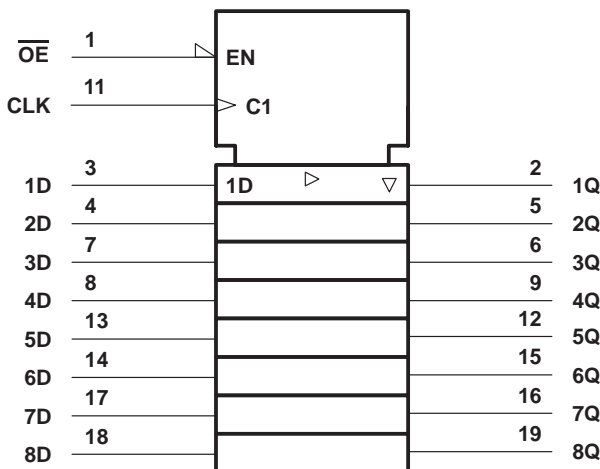 OE 1 EN
CLK 11 C1
1D 3 1D 2 1Q
2D 4 5 2Q
3D 7 6 3Q
4D 8 9 4Q
5D 13 12 5Q
6D 14 15 6Q
7D 17 16 7Q
8D 18 19 8Q